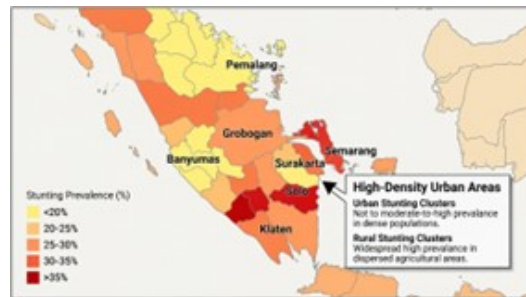 Pemalang
Grobogan
Semarang
Banyumas
Surakarta
Solo
Klaten
Stunting Prevalence (%)
<20%
20-25%
25-30%
30-35%
>35%
High-Density Urban Areas
Urban Stunting Clusters
Not to moderate-to-high prevalence
in dense populations.
Rural Stunting Clusters
Widespread high prevalence in
dispersed agricultural areas.